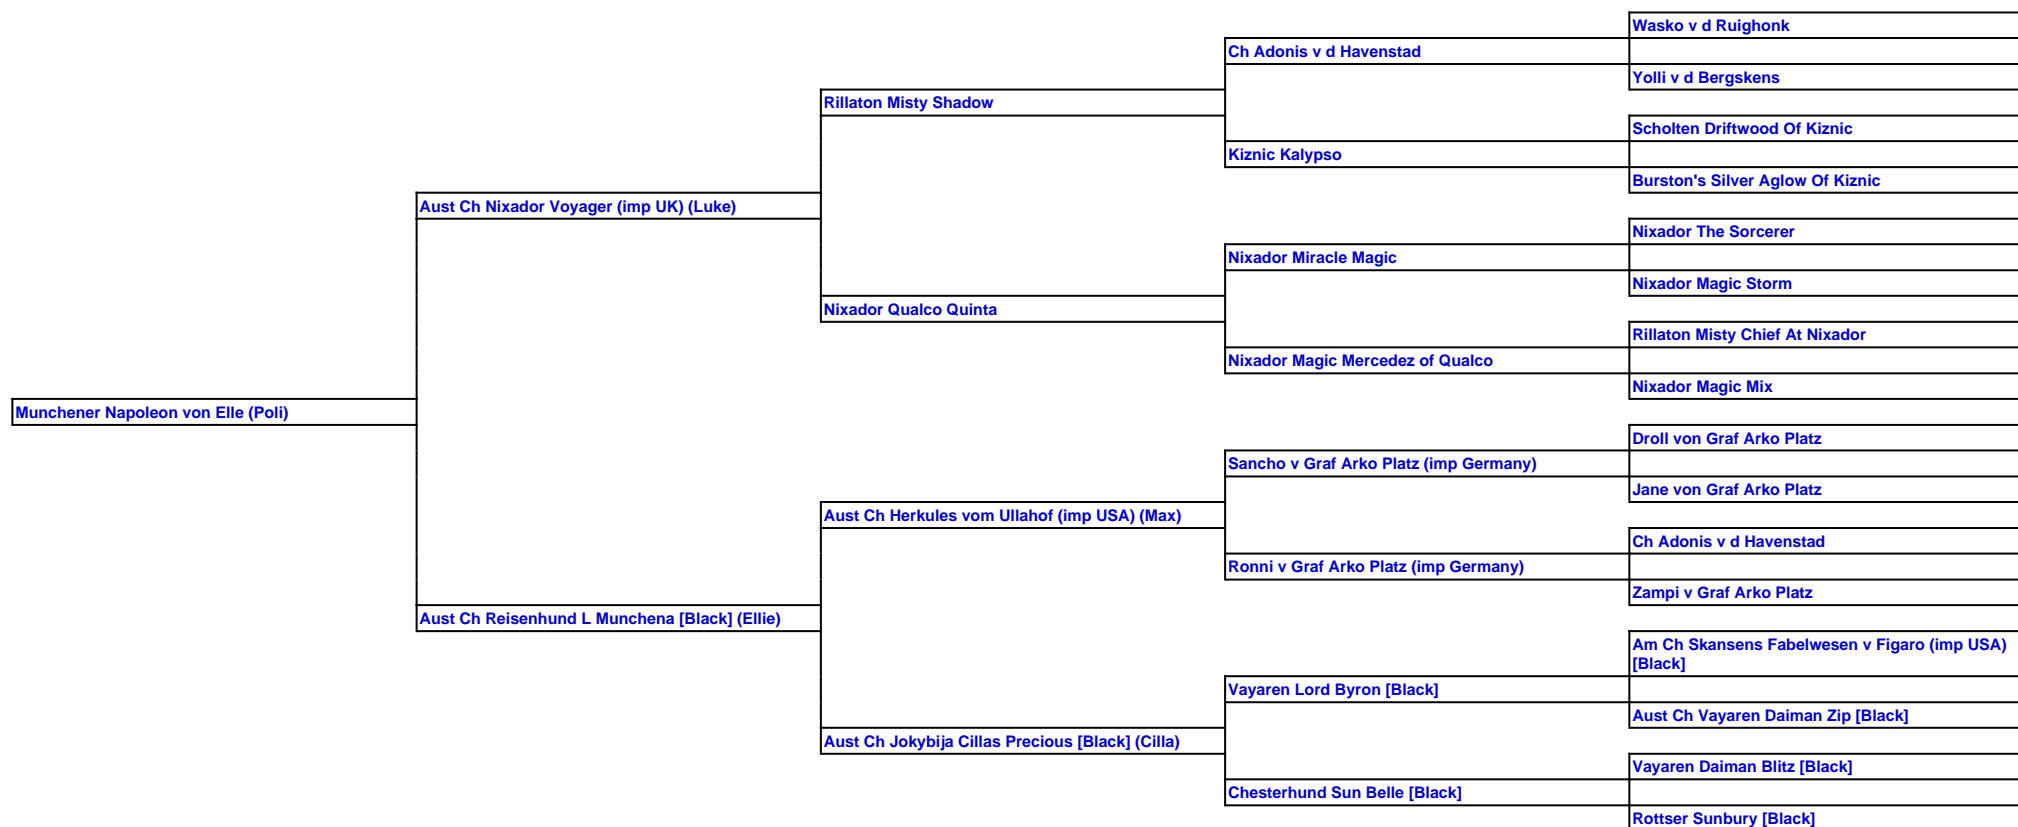 Wasko v d Ruighonk
Ch Adonis v d Havenstad
Yolli v d Bergskens
Rillaton Misty Shadow
Scholten Driftwood Of Kiznic
Kiznic Kalypso
Burston's Silver Aglow Of Kiznic
Aust Ch Nixador Voyager (imp UK) (Luke)
Nixador The Sorcerer
Nixador Miracle Magic
Nixador Magic Storm
Nixador Qualco Quinta
Rillaton Misty Chief At Nixador
Nixador Magic Mercedez of Qualco
Nixador Magic Mix
Munchener Napoleon von Elle (Poli)
Droll von Graf Arko Platz
Sancho v Graf Arko Platz (imp Germany)
Jane von Graf Arko Platz
Aust Ch Herkules vom Ullahof (imp USA) (Max)
Ch Adonis v d Havenstad
Ronni v Graf Arko Platz (imp Germany)
Zampi v Graf Arko Platz
Aust Ch Reisenhund L Munchena [Black] (Ellie)
Am Ch Skansens Fabelwesen v Figaro (imp USA)
[Black]
Vayaren Lord Byron [Black]
Aust Ch Vayaren Daiman Zip [Black]
Aust Ch Jokybija Cillas Precious [Black] (Cilla)
Vayaren Daiman Blitz [Black]
Chesterhund Sun Belle [Black]
Rottser Sunbury [Black]